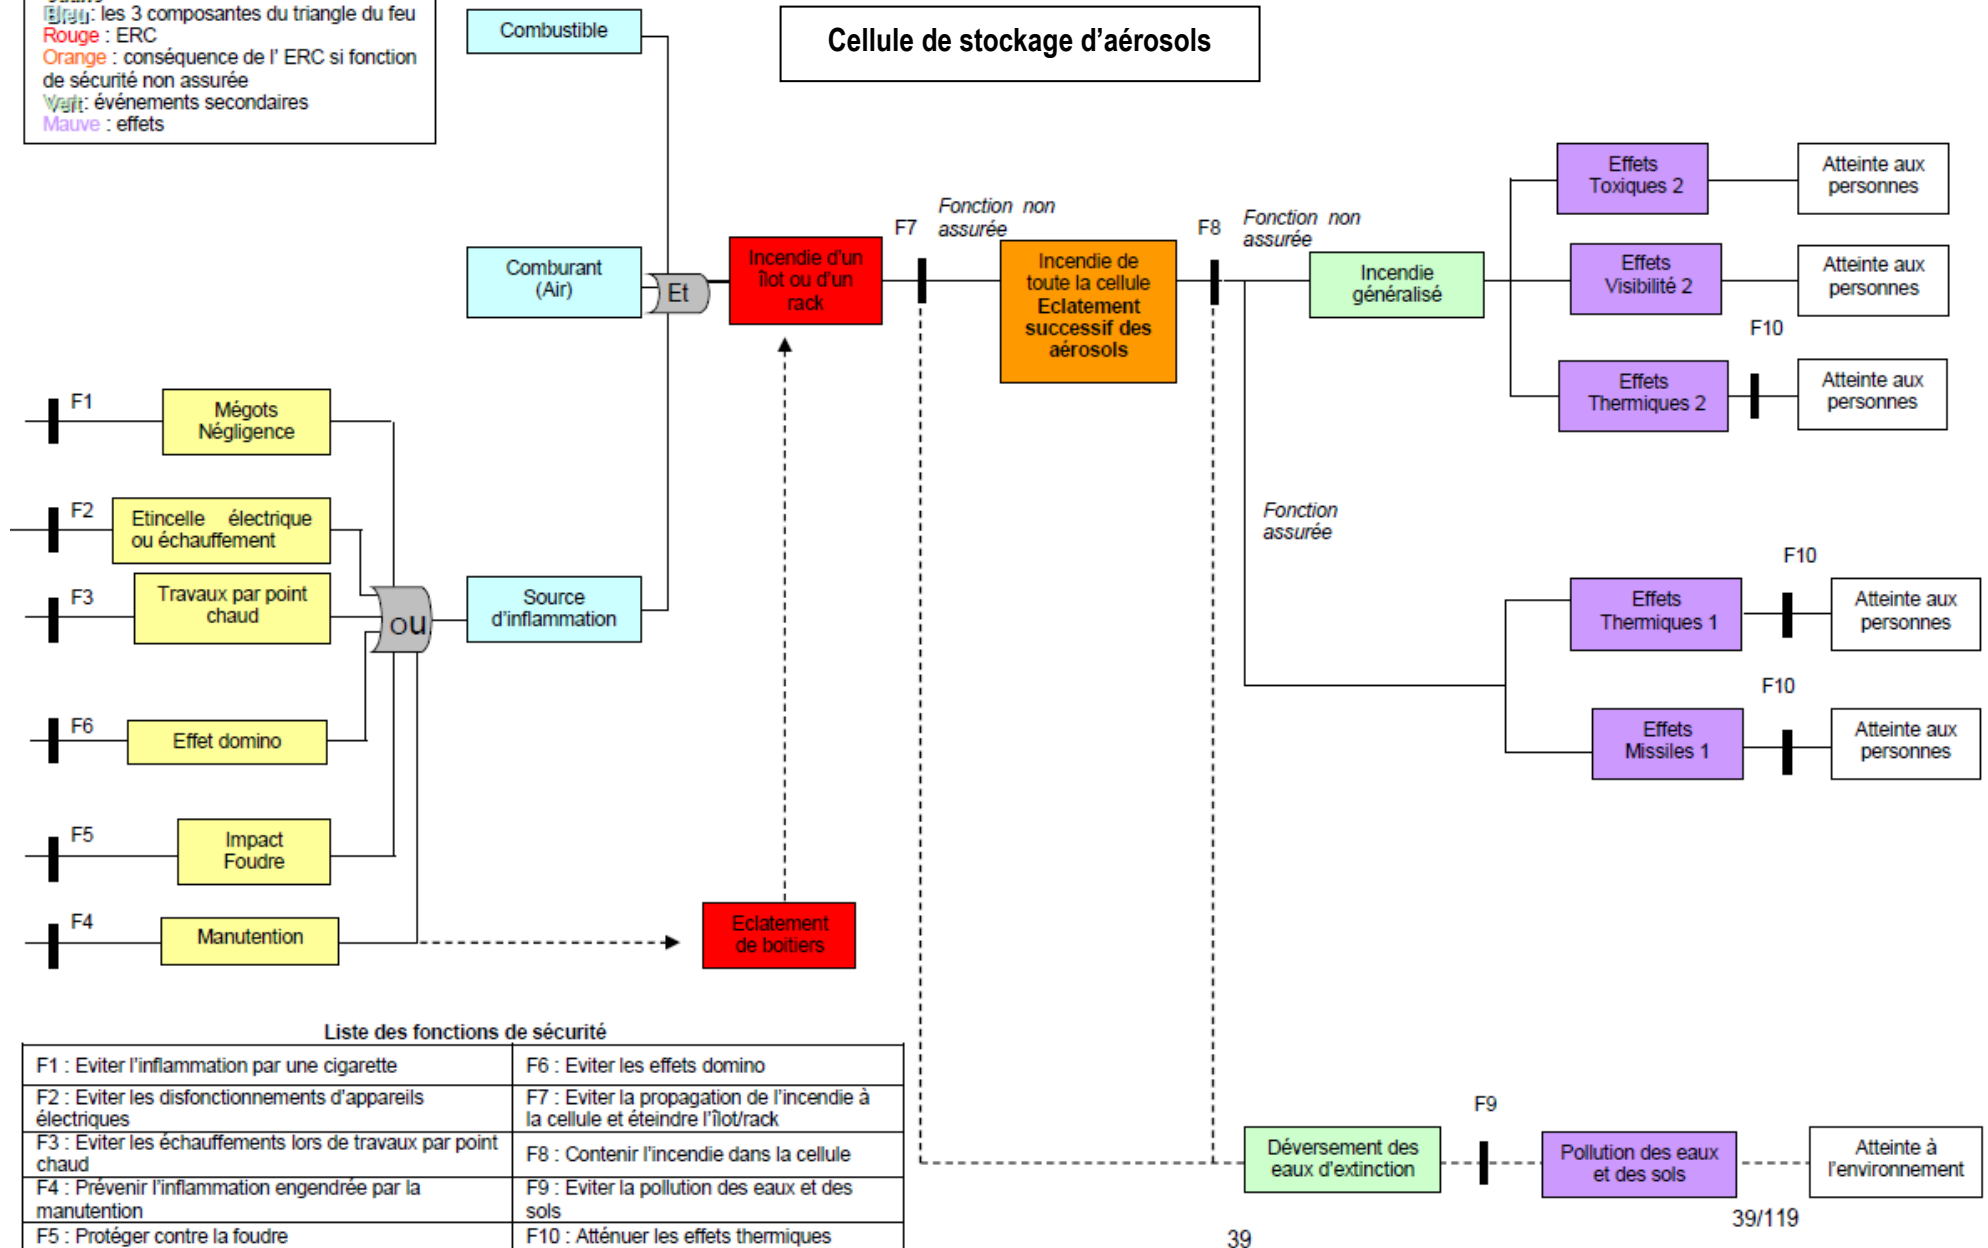 Bleu : les 3 composantes du triangle du feu
Rouge : ERC
Orange : conséquence de l' ERC si fonction
de sécurité non assurée
Vert : événements secondaires
Mauve : effets
Cellule de stockage d'aérosols
Combustible
Comburant
(Air)
Et
Incendie d'un
îlot ou d'un
rack
F7
Fonction non
assurée
Incendie de
toute la cellule
Eclatement
successif des
aérosols
F8
Fonction non
assurée
Incendie
généralisé
Effets
Toxiques 2
Atteinte aux
personnes
Effets
Visibilité 2
Atteinte aux
personnes
F10
Effets
Thermiques 2
Atteinte aux
personnes
F1
Mégots
Négligence
F2
Etincelle électrique
ou échauffement
F3
Travaux par point
chaud
ou
Source
d'inflammation
F6
Effet domino
F5
Impact
Foudre
F4
Manutention
Eclatement
de boitiers
Fonction
assurée
F10
Effets
Thermiques 1
Atteinte aux
personnes
F10
Effets
Missiles 1
Atteinte aux
personnes
Liste des fonctions de sécurité
F1 : Eviter l'inflammation par une cigarette
F6 : Eviter les effets domino
F2 : Eviter les disfonctionnements d'appareils
électriques
F7 : Eviter la propagation de l'incendie à
la cellule et éteindre l'îlot/rack
F3 : Eviter les échauffements lors de travaux par point
chaud
F8 : Contenir l'incendie dans la cellule
F4 : Prévenir l'inflammation engendrée par la
manutention
F9 : Eviter la pollution des eaux et des
sols
F5 : Protéger contre la foudre
F10 : Atténuer les effets thermiques
Déversement des
eaux d'extinction
F9
Pollution des eaux
et des sols
Atteinte à
l'environnement
39/119
39